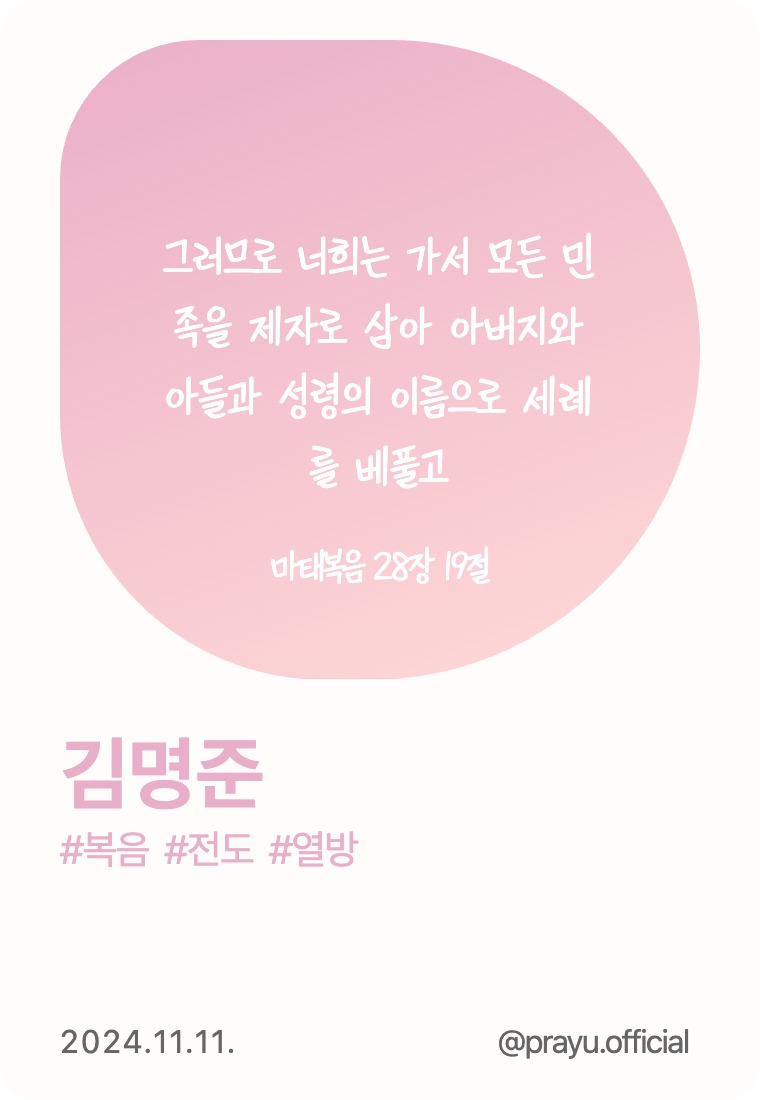 그러므로 너희는 가서 모든 민
족을 제자로 삼아 아버지와
아들과 성령의 이름으로 세례
를 베풀고
마태복음 28장 19절
김명준
#복음 #전도 #열방
2024.11.11.
@prayu.official